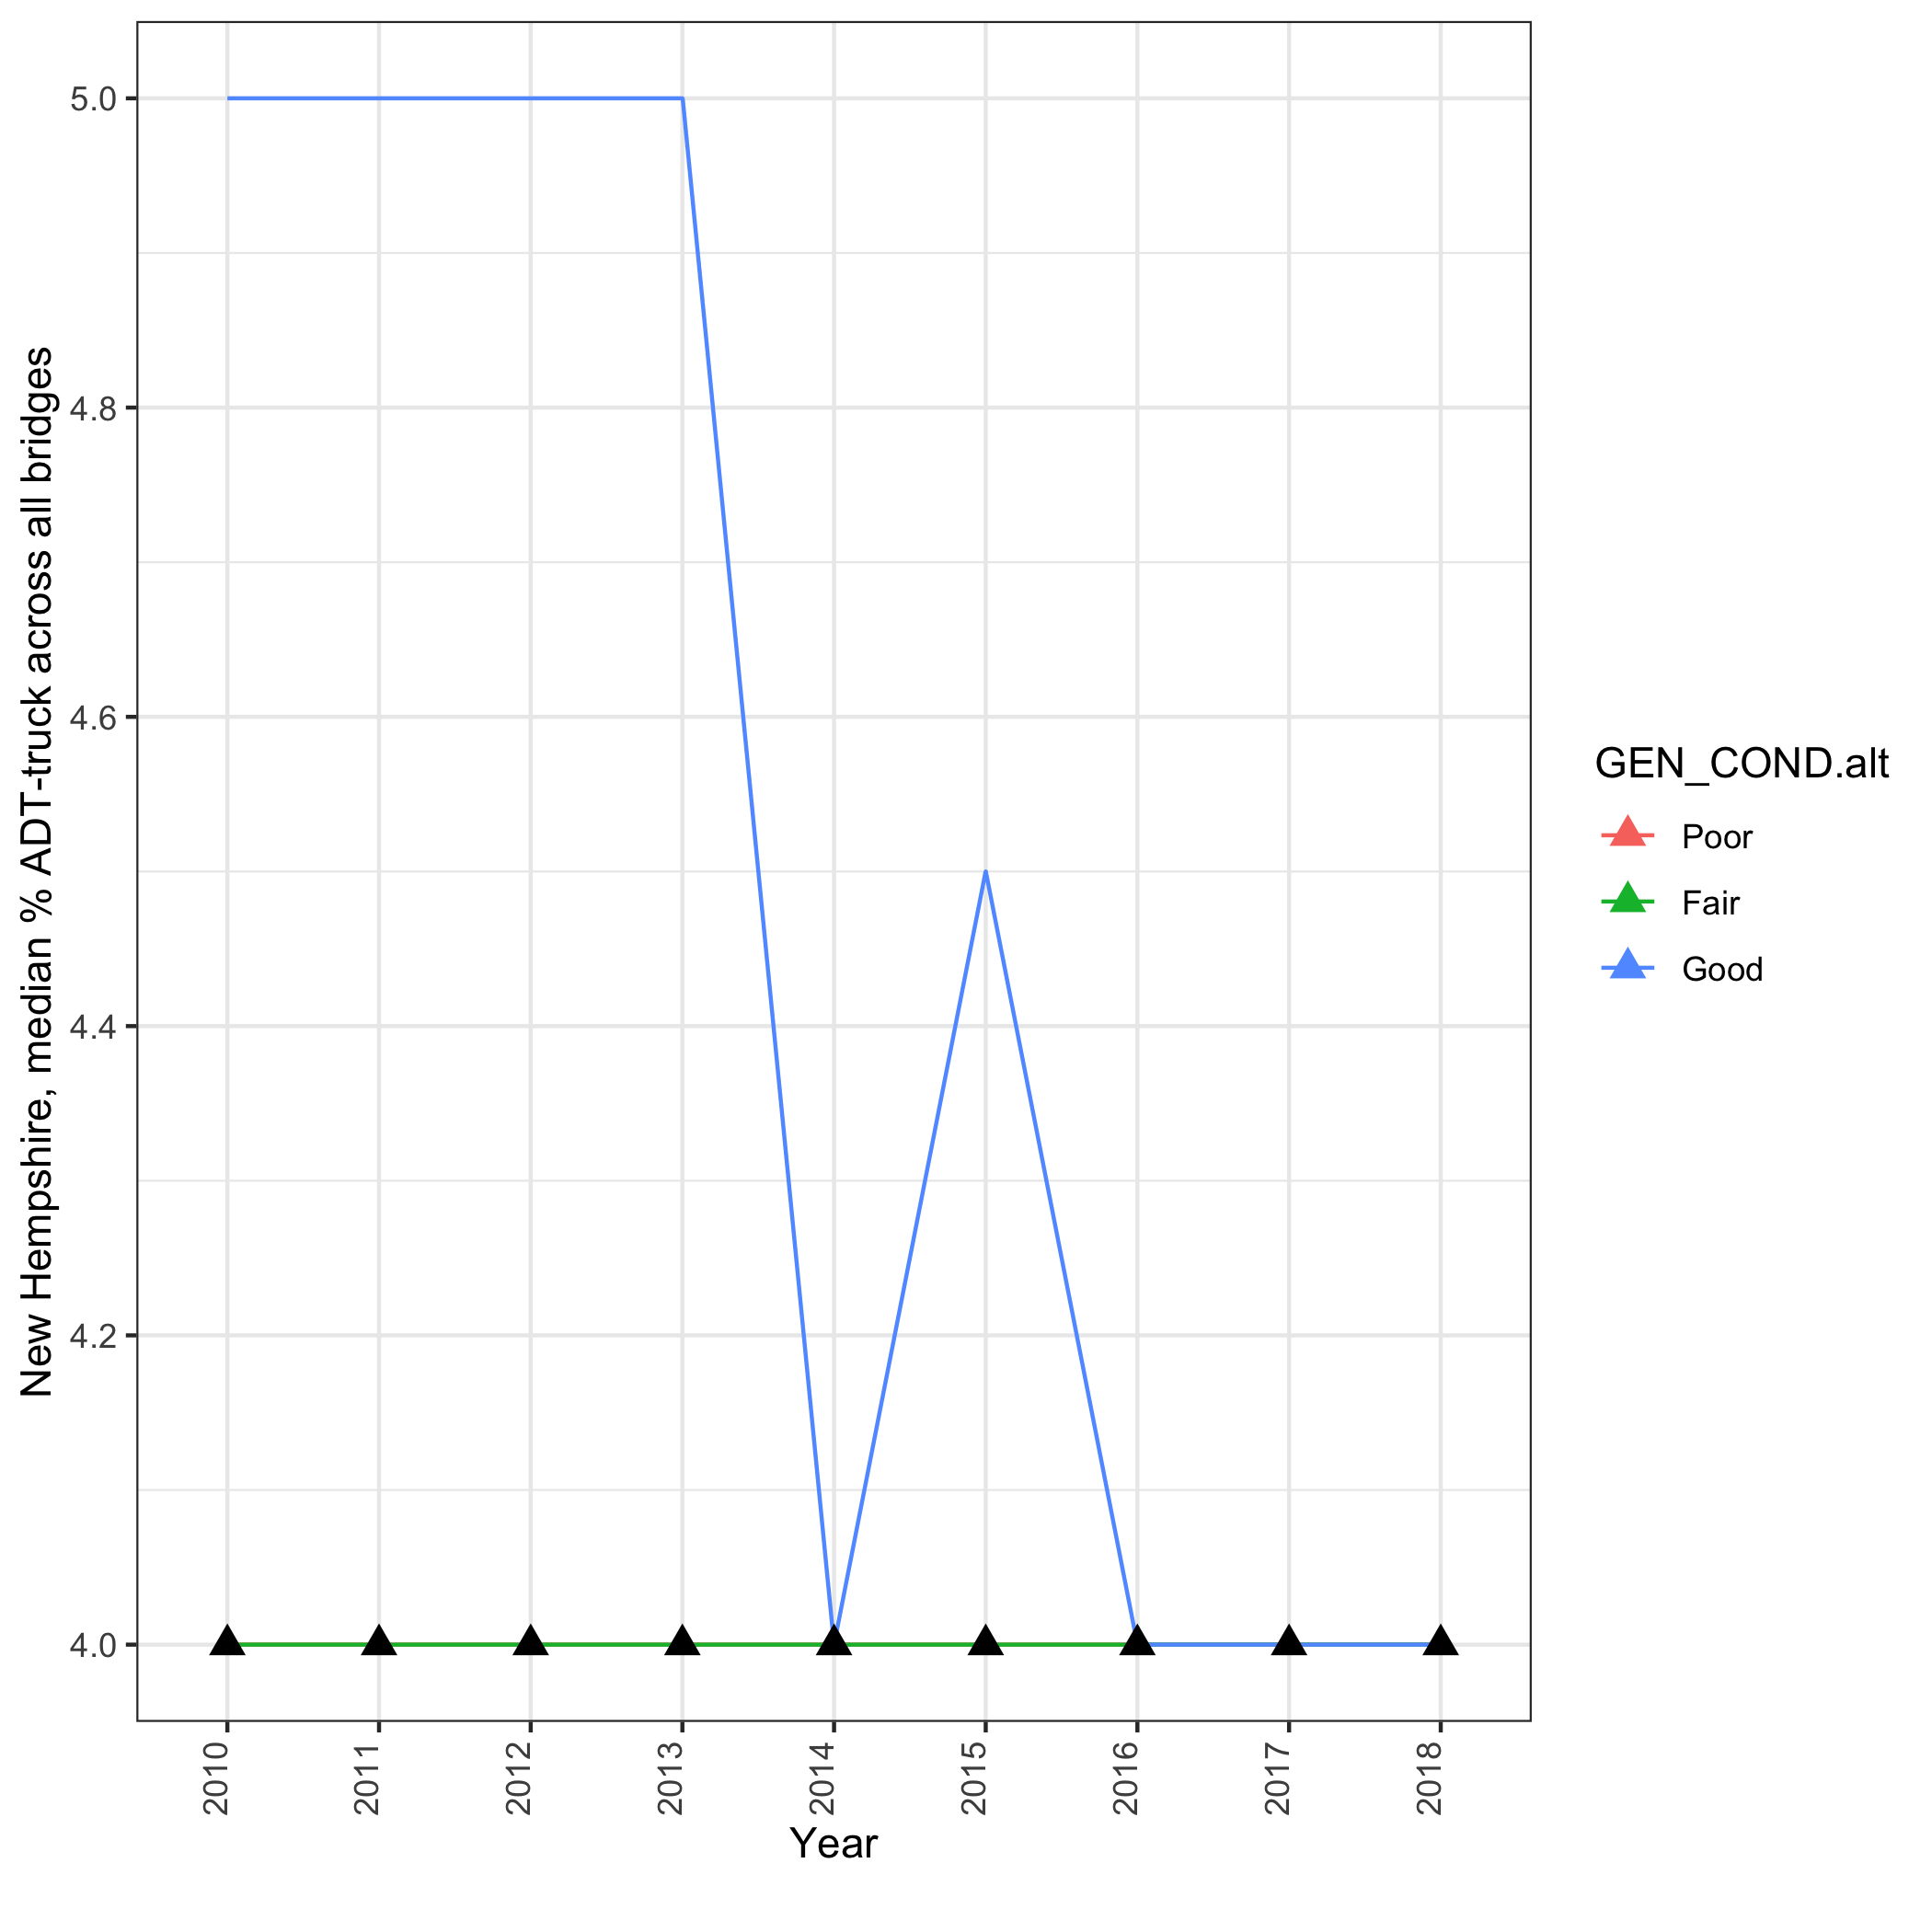 New Hempshire, median % ADT-truck across all bridges
5.0
4.8
4.6
4.4
4.2
4.0
2010
2011
2012
2013
2014
2015
2016
2017
2018
Year
GEN_COND.alt
Poor
Fair
Good